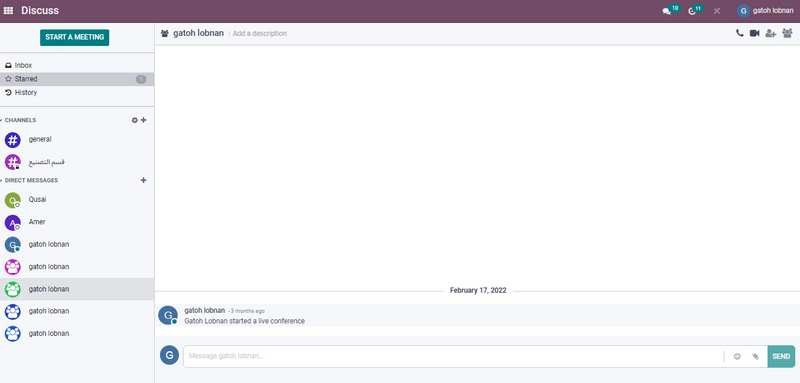 Discuss
18
11
gatoh lobnan
START A MEETING
Inbox
Starred
1
History
CHANNELS
general
قسم التصنيع
DIRECT MESSAGES
Qusai
Amer
gatoh lobnan
gatoh lobnan
gatoh lobnan
gatoh lobnan
gatoh lobnan
gatoh lobnan
Add a description
February 17, 2022
gatoh lobnan - 3 months ago
Gatoh Lobnan started a live conference
Message gatoh lobnan...
SEND